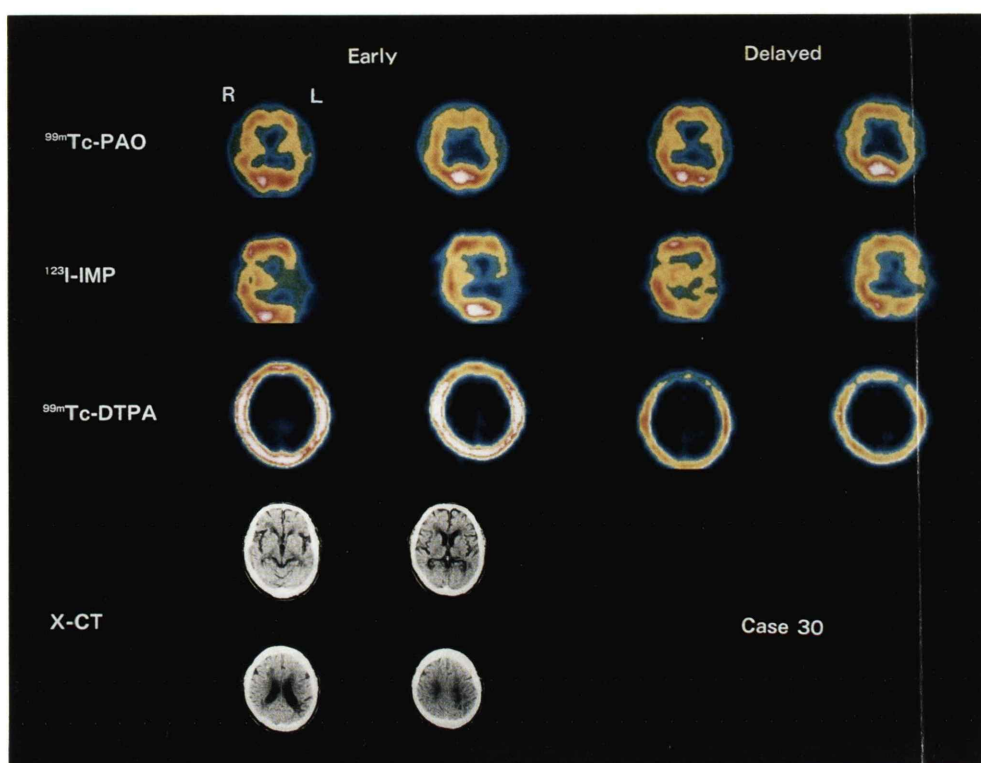 Early Delayed
R L
⁹⁹ᵐTc-PAO
¹²³I-IMP
⁹⁹ᵐTc-DTPA
X-CT
Case 30